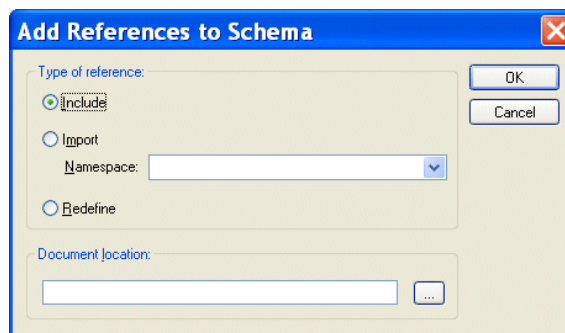 Add References to Schema
Type of reference:
Include
Import
Namespace:
Redefine
OK
Cancel
Document location:
...